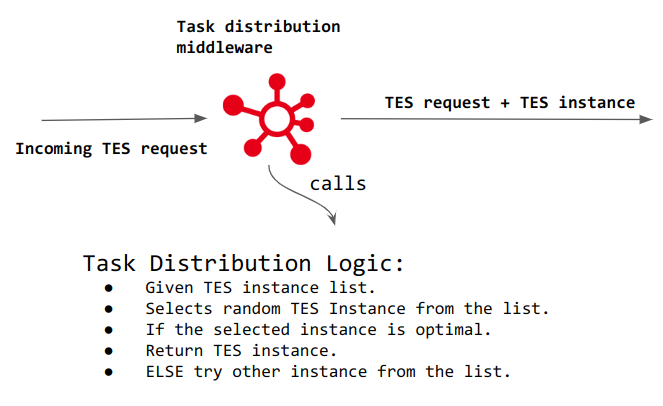 Task distribution
middleware
TES request + TES instance
Incoming TES request
calls
Task Distribution Logic:
● Given TES instance list.
● Selects random TES Instance from the list.
● If the selected instance is optimal.
● Return TES instance.
● ELSE try other instance from the list.